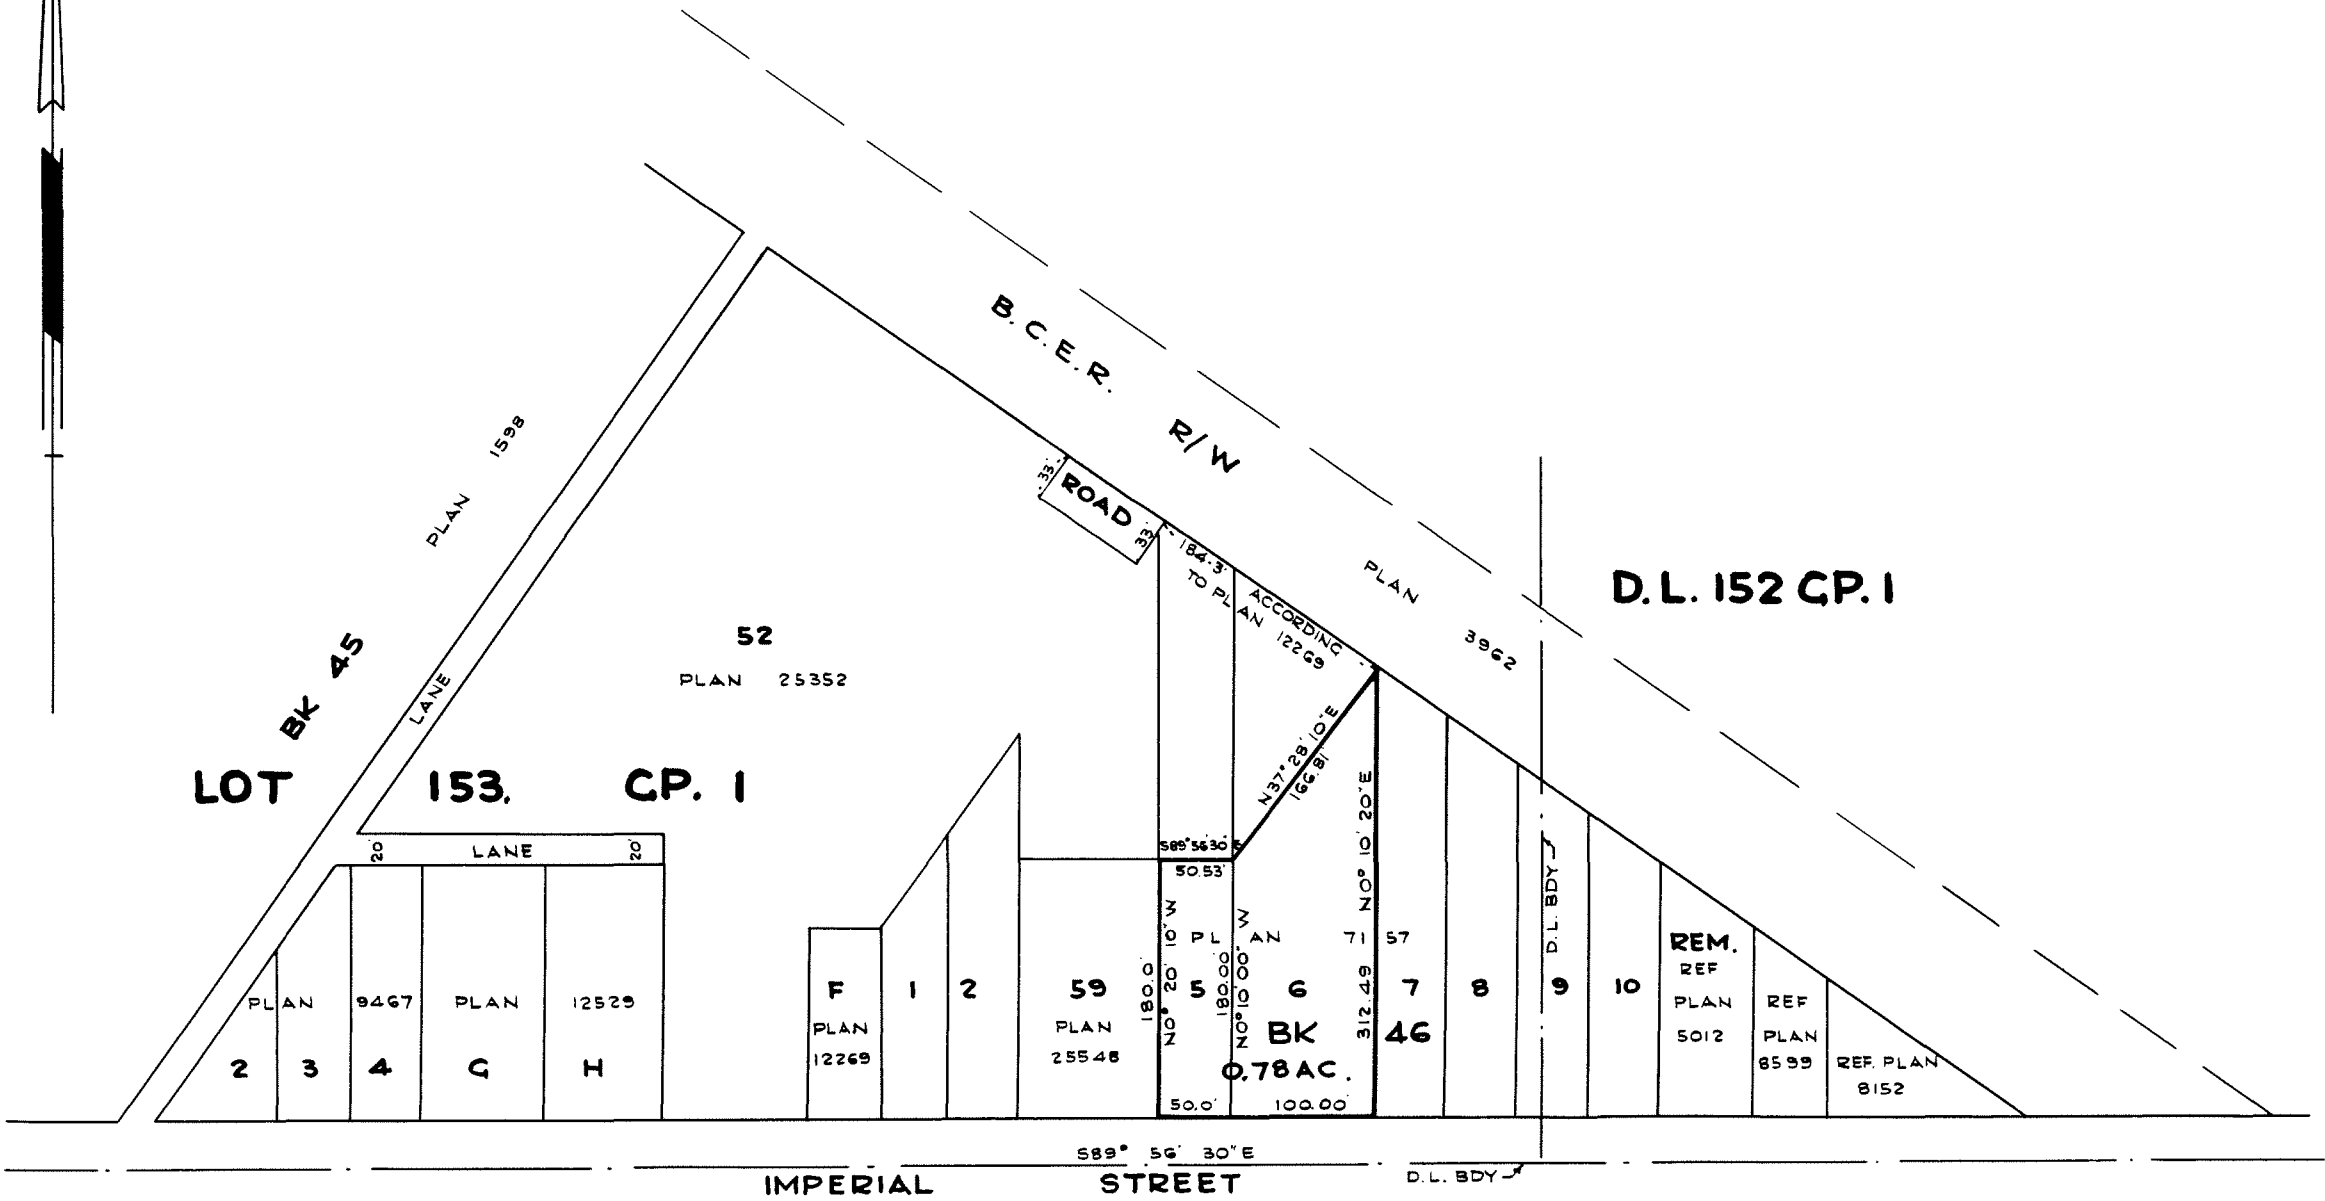 B.C.E.R. R/W
PLAN 3962
PLAN 1598
ROAD
33'
33'
184.3' ACCORDING
TO PLAN 12269
D.L. 152 GP. 1
52
PLAN 25352
BK 45
LANE
N37° 28' 10" E
166.81'
LOT 153. GP. 1
20' LANE 20'
S89° 56' 30" E
50.53'
N0° 10' 20" E
312.49
D.L. BDY
180.0'
N0° 20' 10" W
180.00'
N0° 10' 00" W
PLAN 7157
F 1 2 59 5 6 7 8 9 10
REM.
REF
PLAN
5012
REF
PLAN
8599
REF. PLAN
8152
PLAN 9467 PLAN 12529
PLAN
12269
PLAN
25548
BK 46
0.78 AC.
2 3 4 G H
50.0' 100.00'
S89° 56' 30" E
IMPERIAL STREET
D.L. BDY